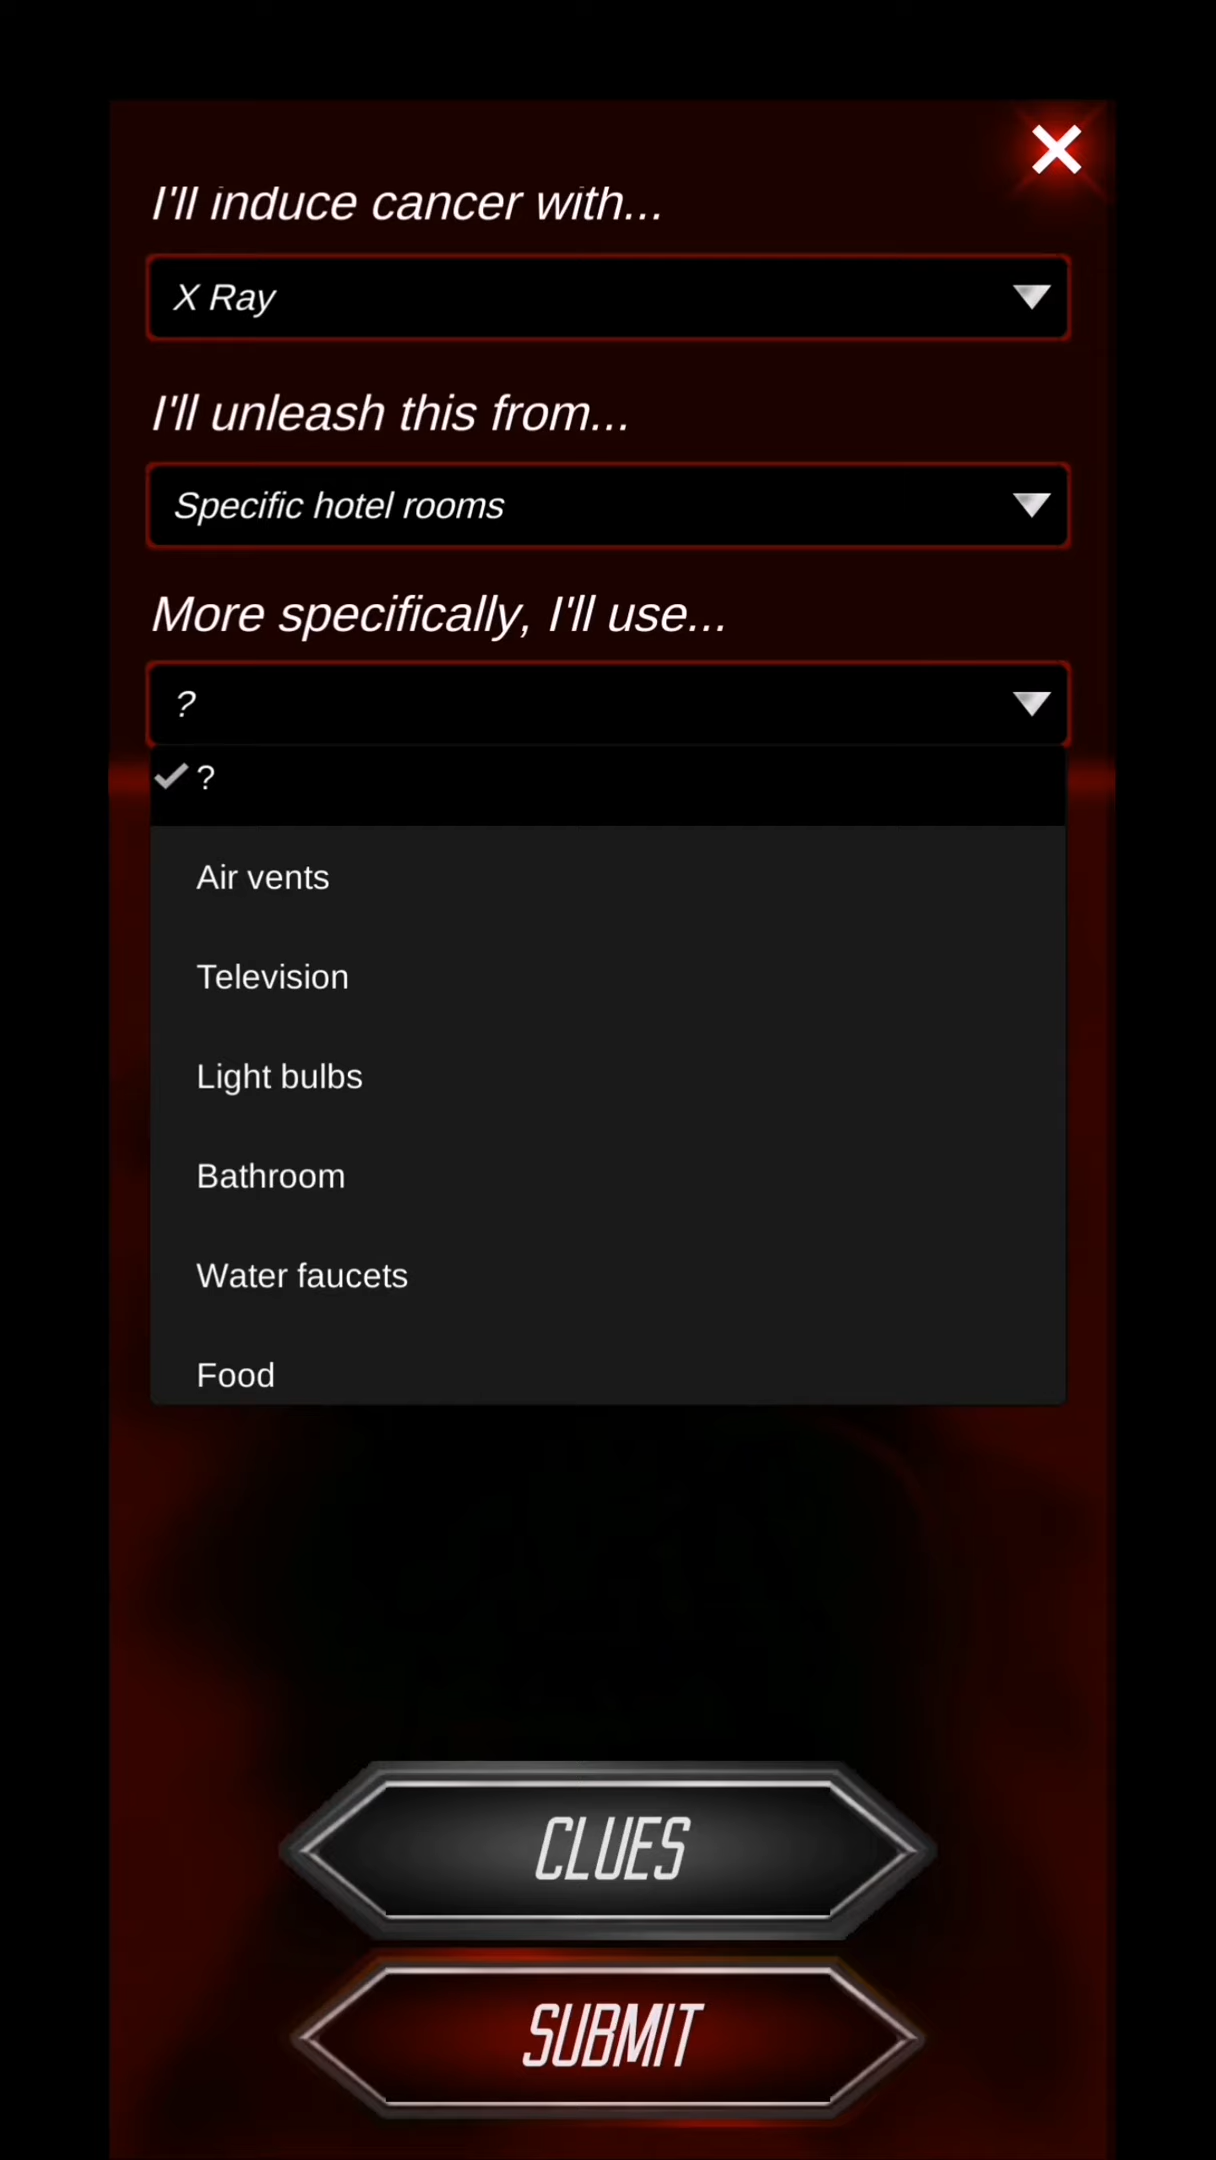 I'll induce cancer with...
X Ray
I'll unleash this from...
Specific hotel rooms
More specifically, I'll use...
?
?
Air vents
Television
Light bulbs
Bathroom
Water faucets
Food
CLUES
SUBMIT